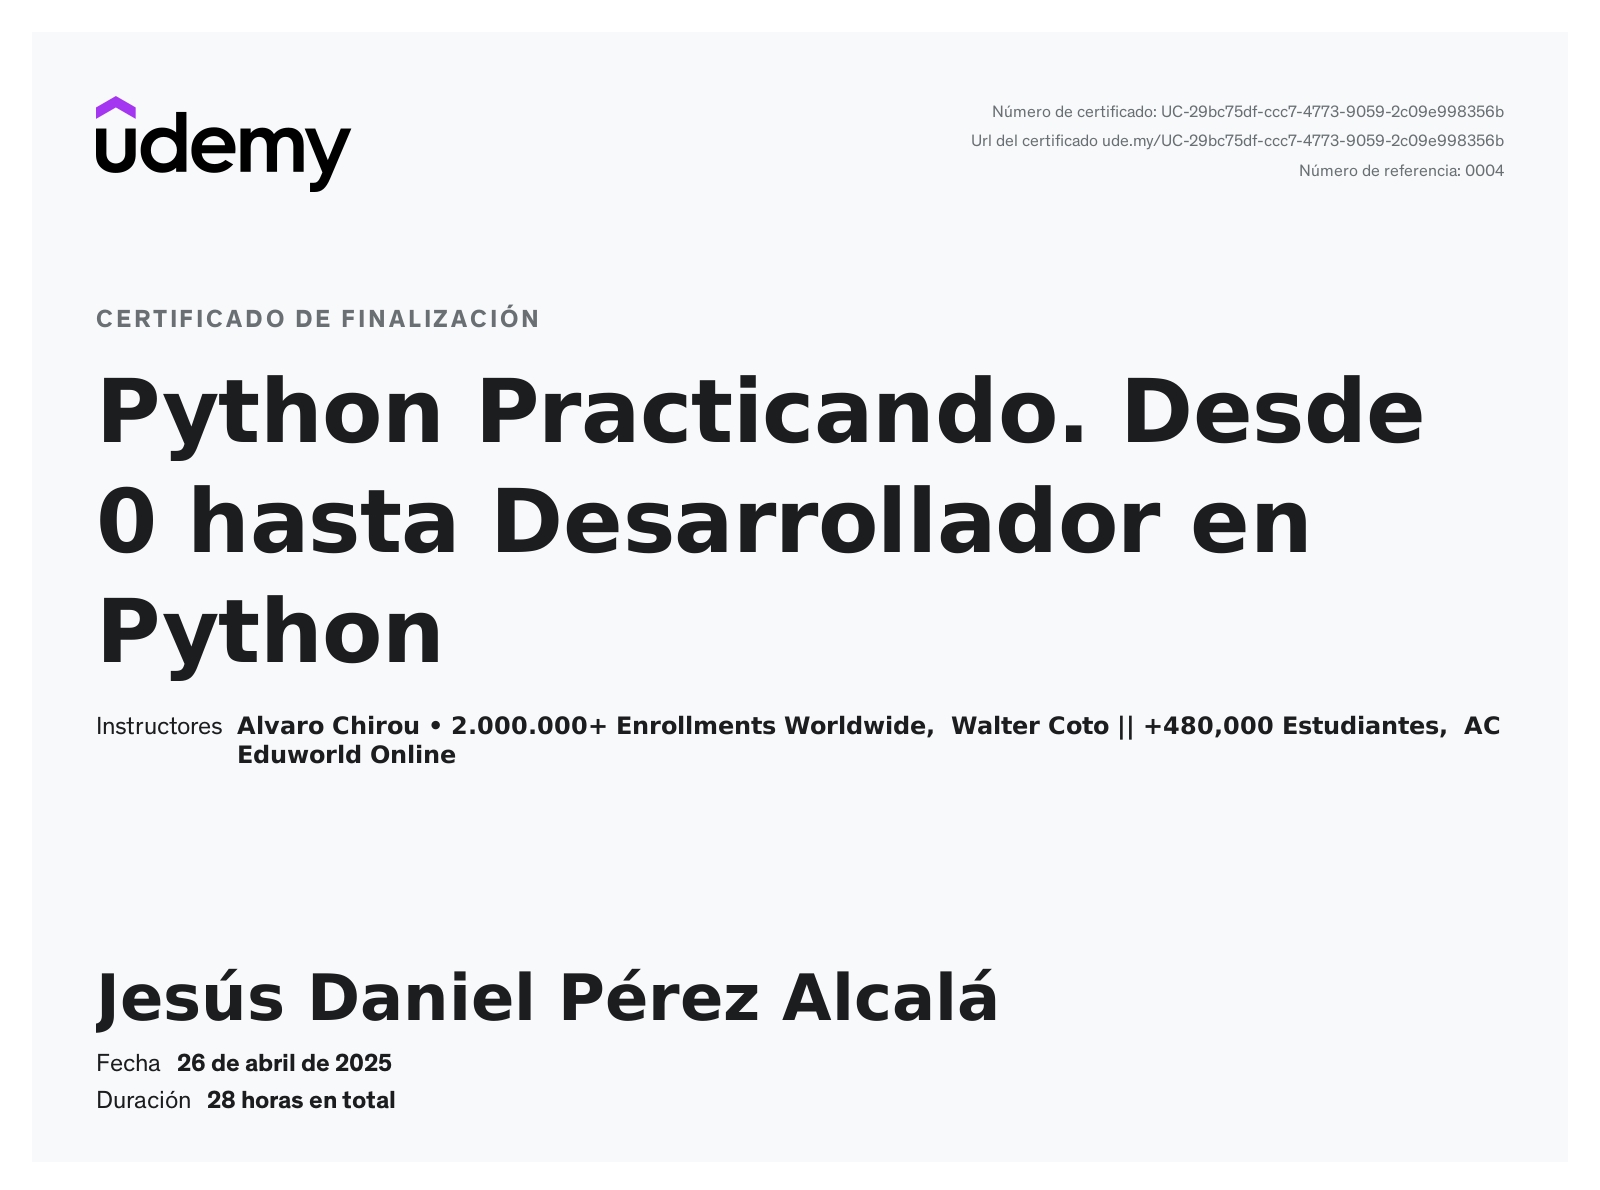 udemy
Número de certificado: UC-29bc75df-ccc7-4773-9059-2c09e998356b
Url del certificado ude.my/UC-29bc75df-ccc7-4773-9059-2c09e998356b
Número de referencia: 0004
CERTIFICADO DE FINALIZACIÓN
Python Practicando. Desde
0 hasta Desarrollador en
Python
Instructores Alvaro Chirou • 2.000.000+ Enrollments Worldwide, Walter Coto || +480,000 Estudiantes, AC
Eduworld Online
Jesús Daniel Pérez Alcalá
Fecha 26 de abril de 2025
Duración 28 horas en total